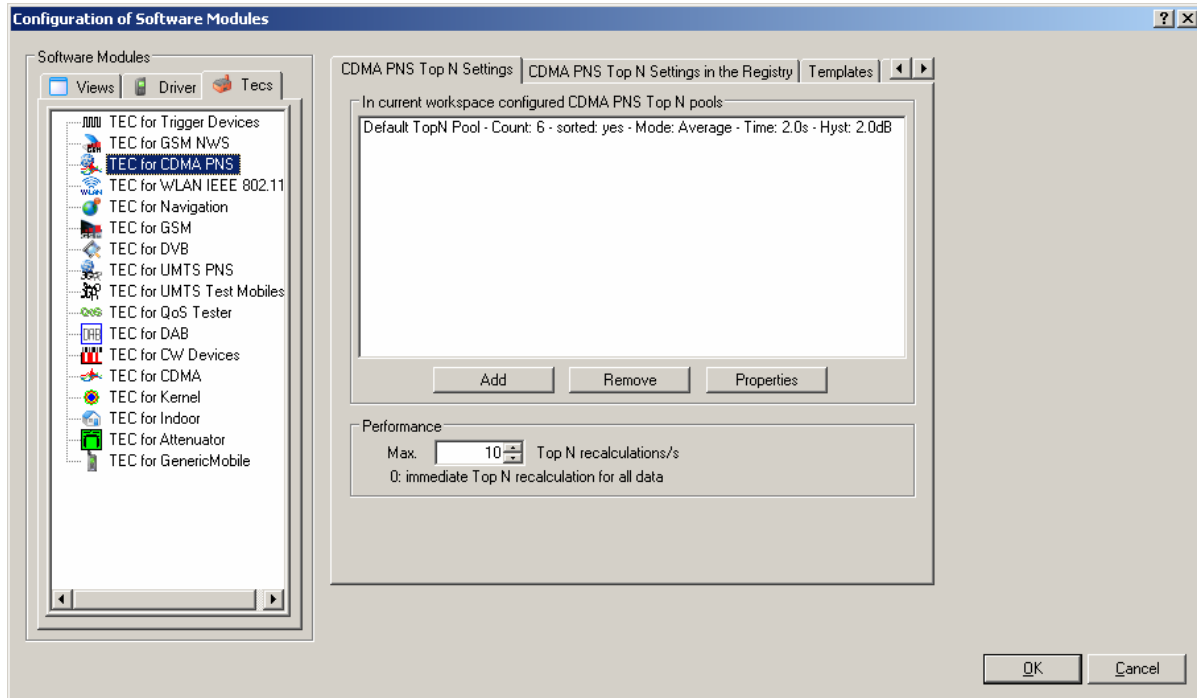 Configuration of Software Modules
Software Modules
Views Driver Tecs
TEC for Trigger Devices
TEC for GSM NWS
TEC for CDMA PNS
TEC for WLAN IEEE 802.11
TEC for Navigation
TEC for GSM
TEC for DVB
TEC for UMTS PNS
TEC for UMTS Test Mobiles
TEC for QoS Tester
TEC for DAB
TEC for CW Devices
TEC for CDMA
TEC for Kernel
TEC for Indoor
TEC for Attenuator
TEC for GenericMobile
CDMA PNS Top N Settings CDMA PNS Top N Settings in the Registry Templates
In current workspace configured CDMA PNS Top N pools
Default TopN Pool - Count: 6 - sorted: yes - Mode: Average - Time: 2.0s - Hyst: 2.0dB
Add Remove Properties
Performance
Max. 10 Top N recalculations/s
0: immediate Top N recalculation for all data
OK Cancel